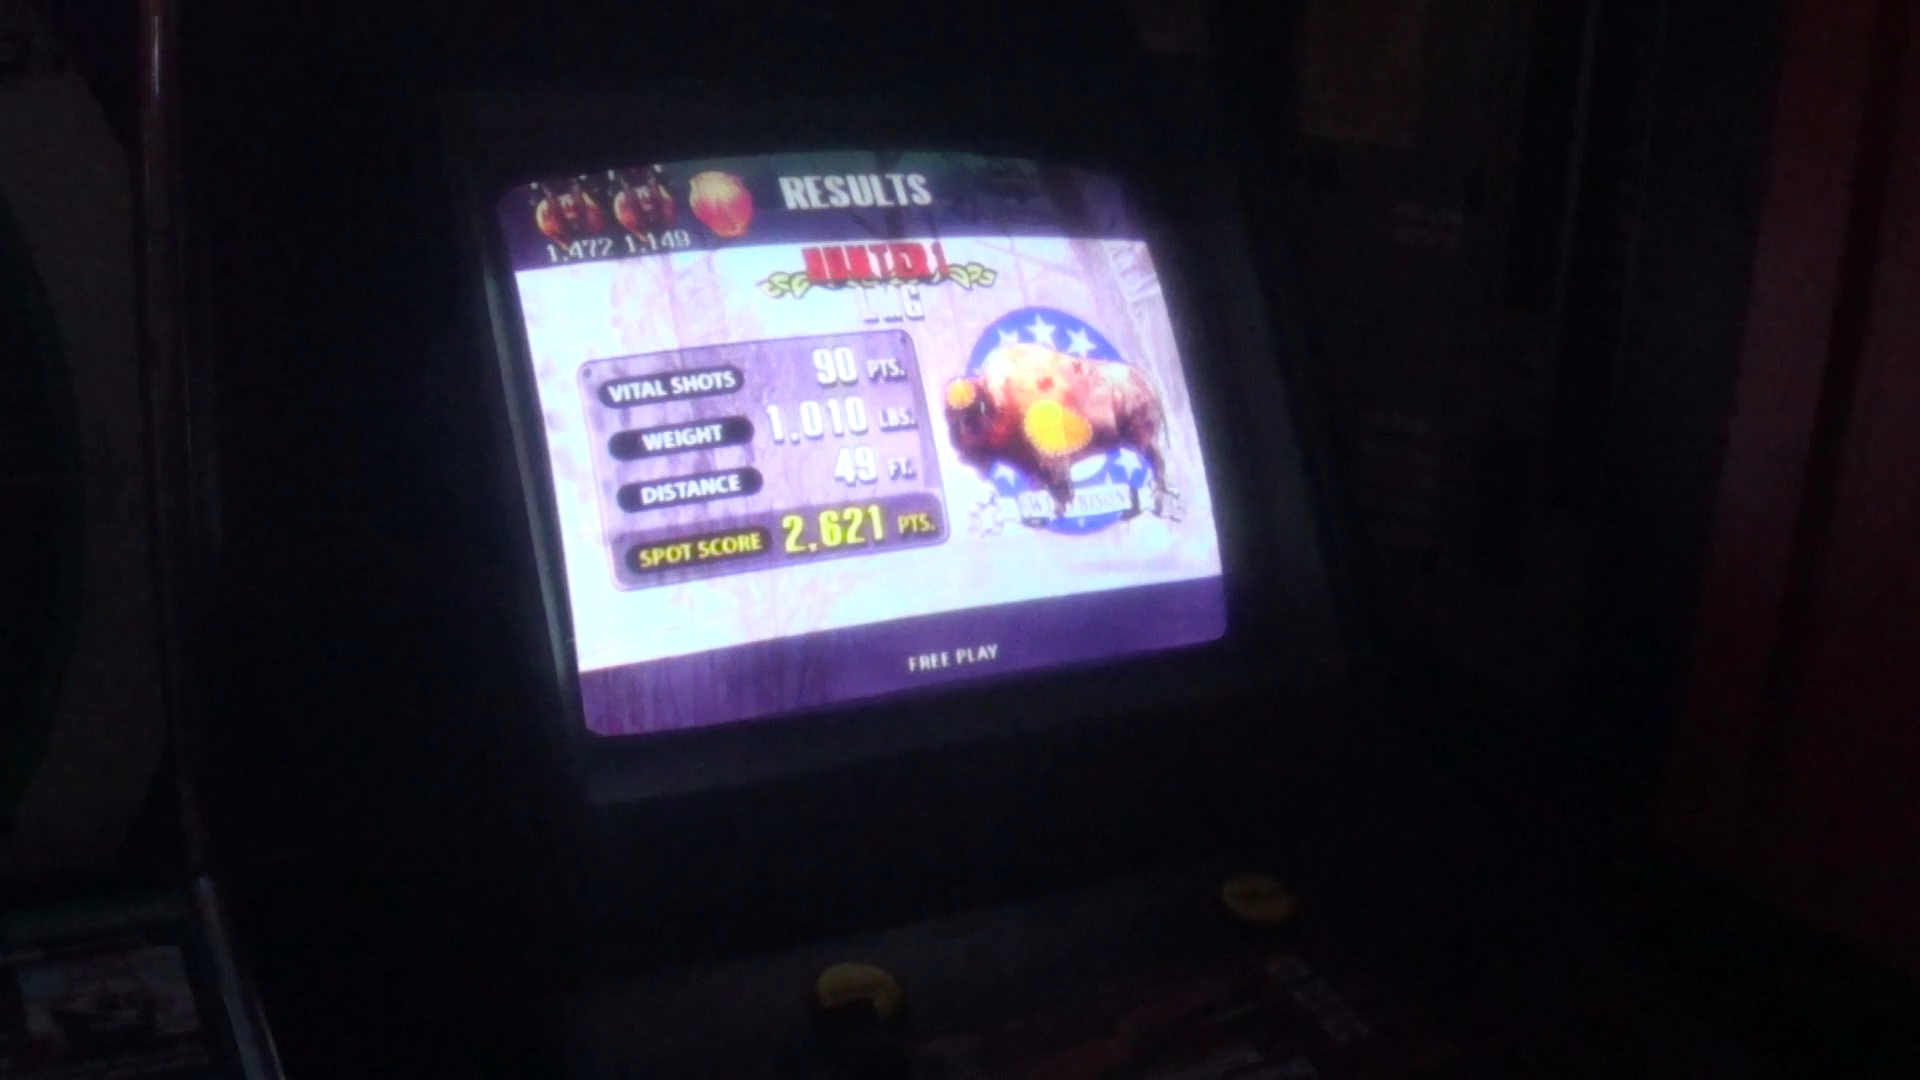 RESULTS
1,472 1,149
VITAL SHOTS 90 PTS.
WEIGHT 1,010 LBS.
DISTANCE 49 FT.
SPOT SCORE 2,621 PTS.
BISON
FREE PLAY